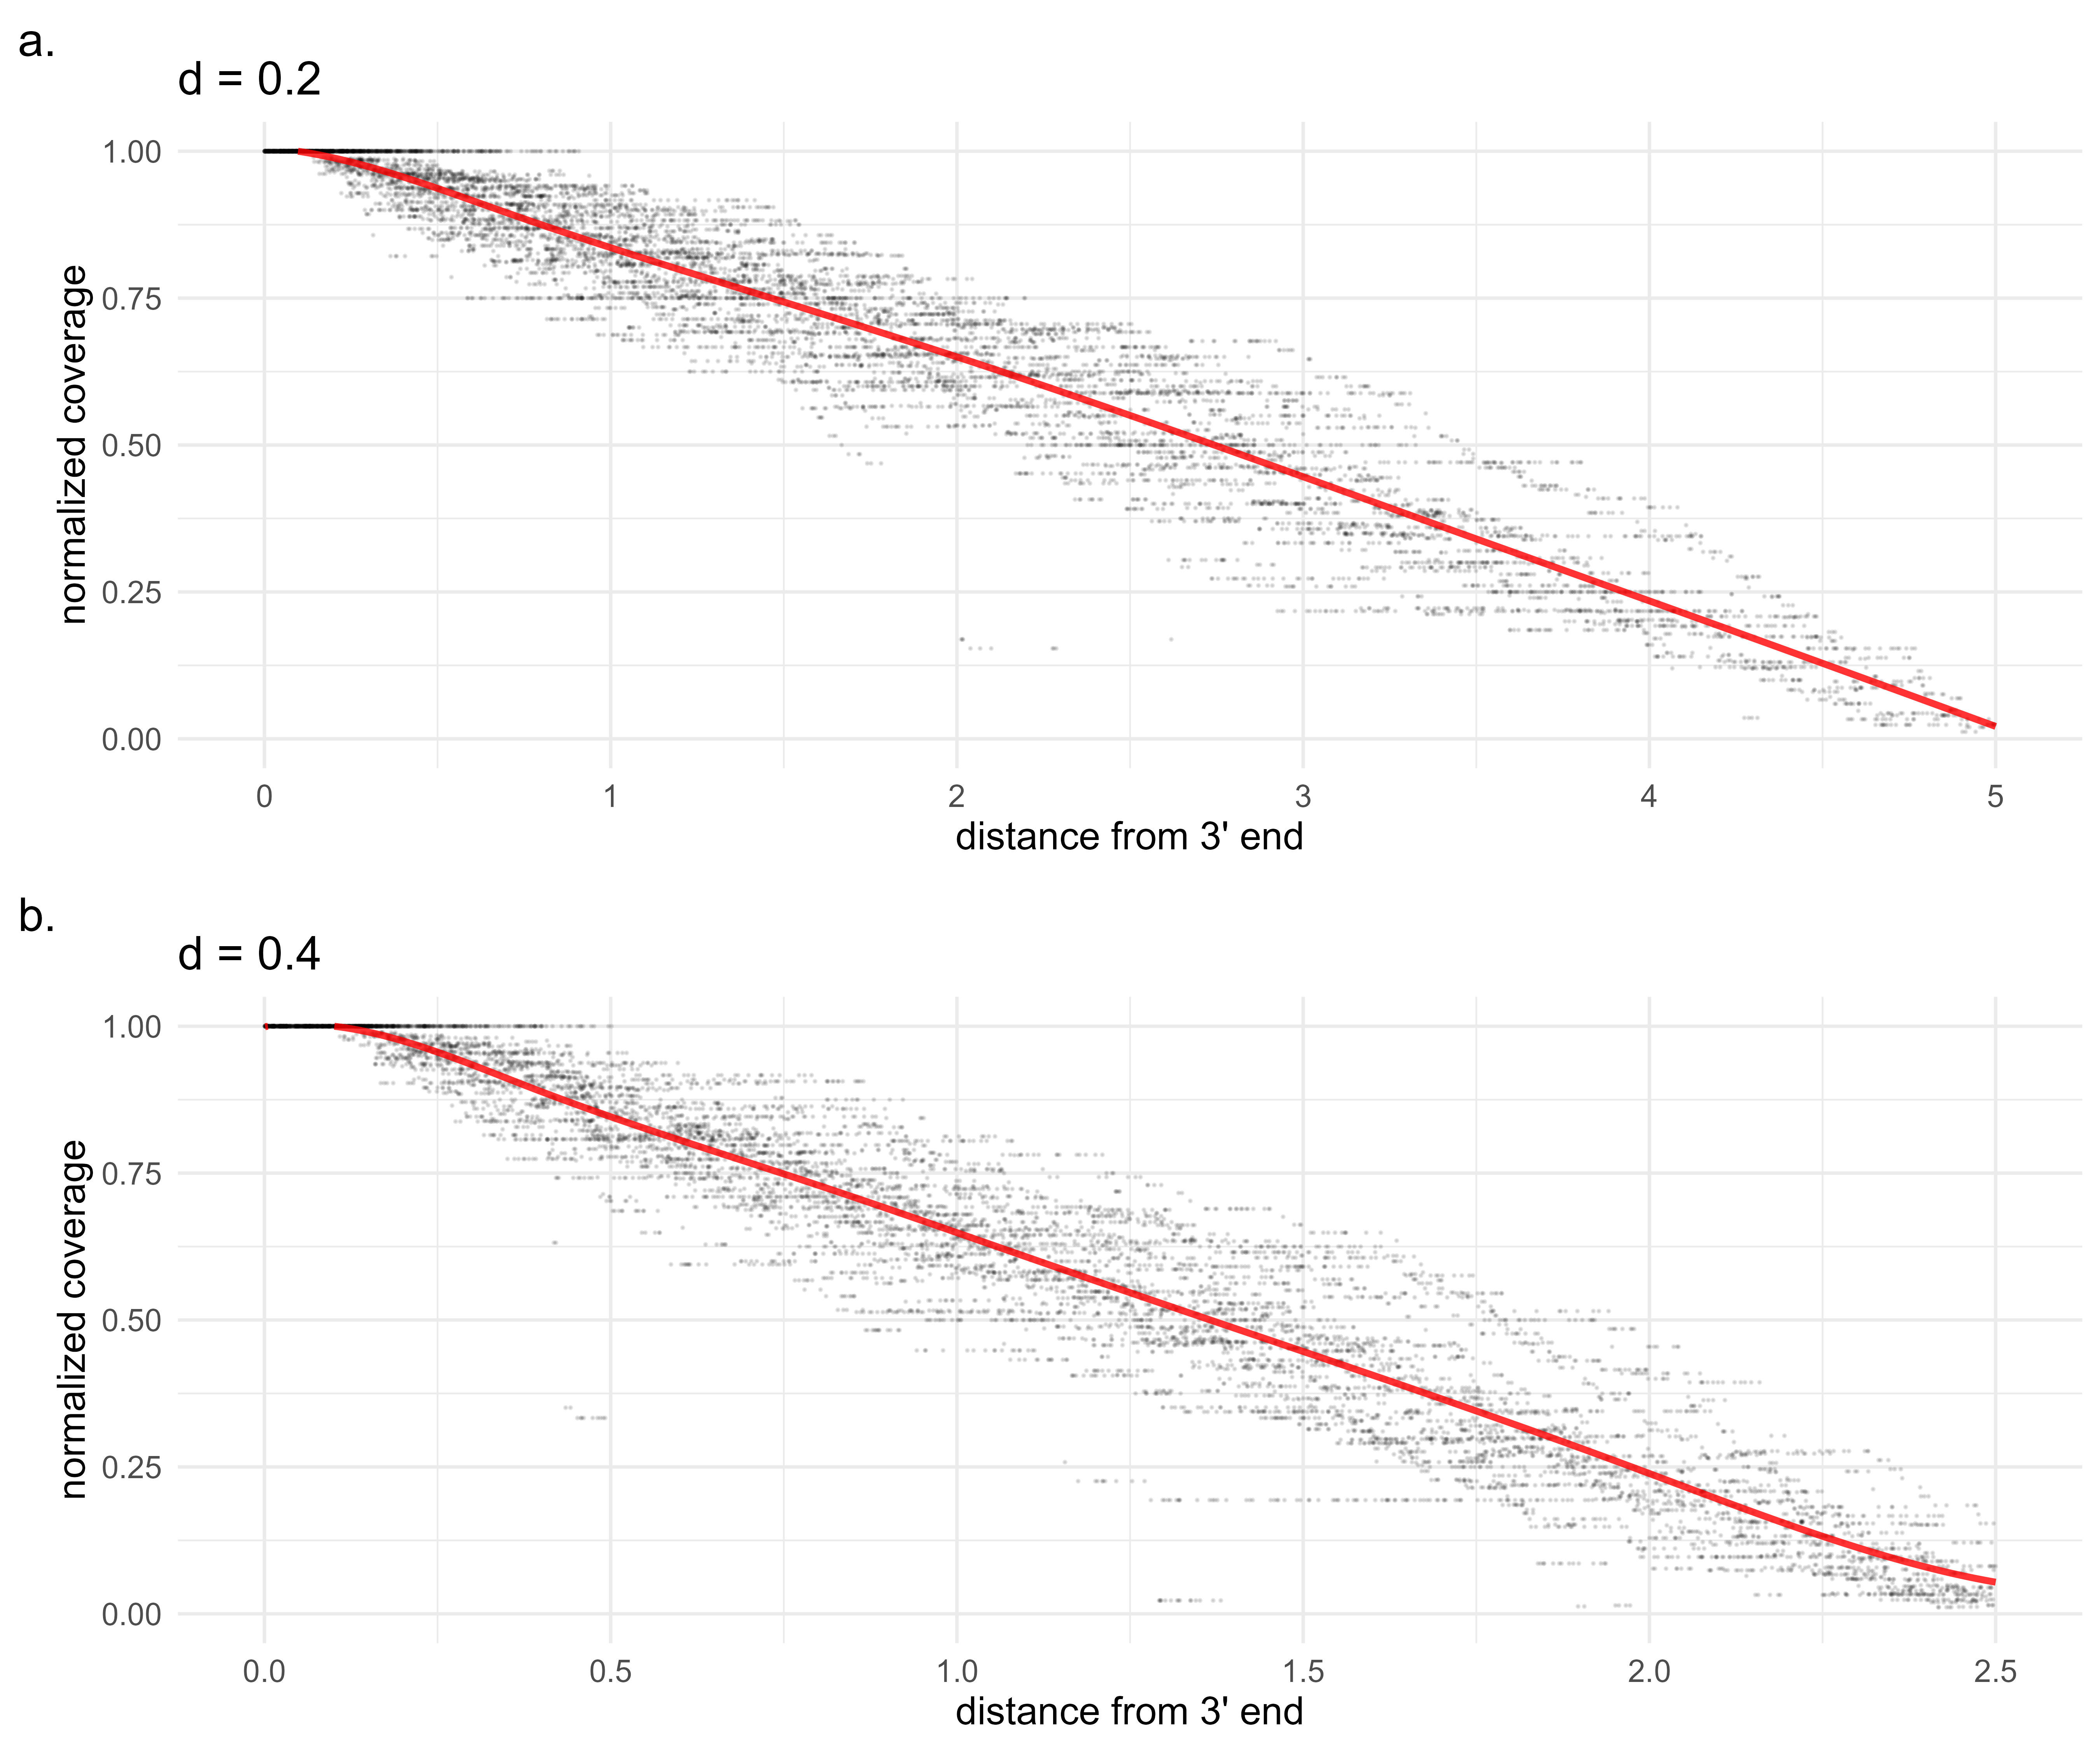 a.
d = 0.2
normalized coverage
1.00
0.75
0.50
0.25
0.00
0 1 2 3 4 5
distance from 3' end
b.
d = 0.4
normalized coverage
1.00
0.75
0.50
0.25
0.00
0.0 0.5 1.0 1.5 2.0 2.5
distance from 3' end